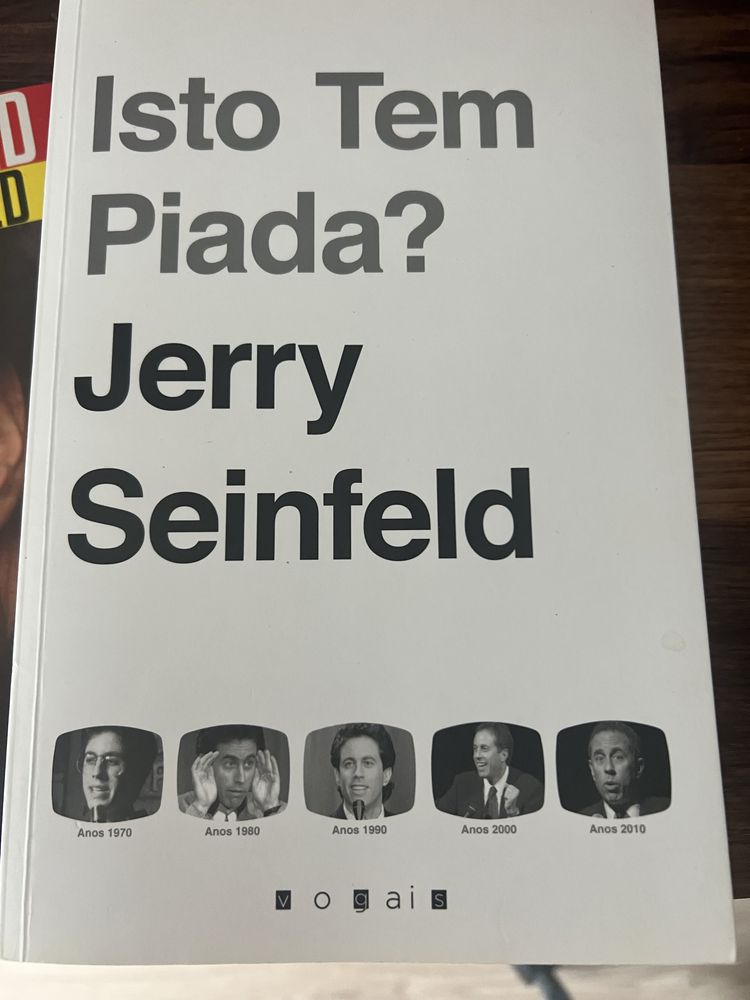 Isto Tem
Piada?
Jerry
Seinfeld
Anos 1970
Anos 1980
Anos 1990
Anos 2000
Anos 2010
vogais